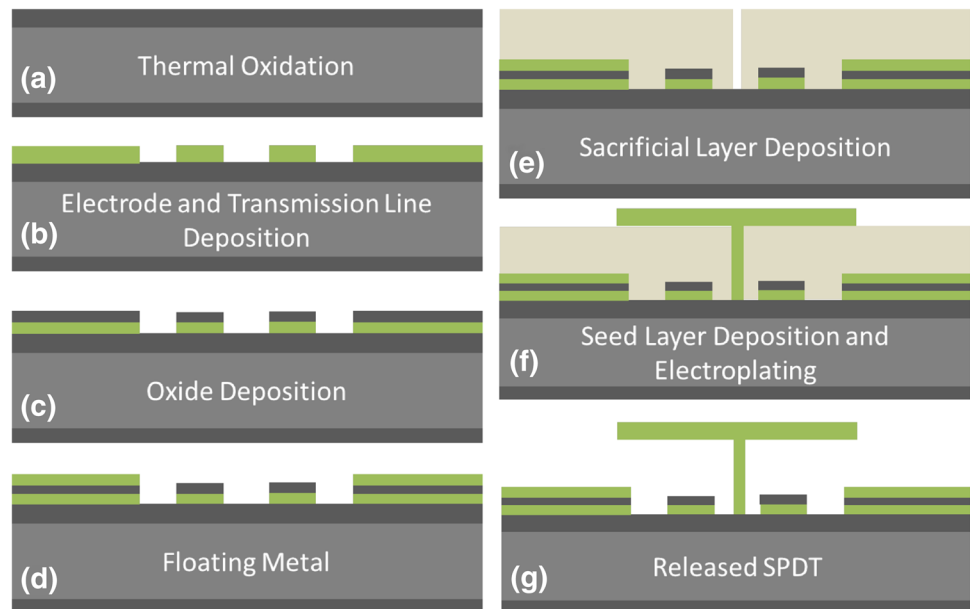 (a)
Thermal Oxidation
(b)
Electrode and Transmission Line
Deposition
(c)
Oxide Deposition
(d)
Floating Metal
(e)
Sacrificial Layer Deposition
(f)
Seed Layer Deposition and
Electroplating
(g)
Released SPDT